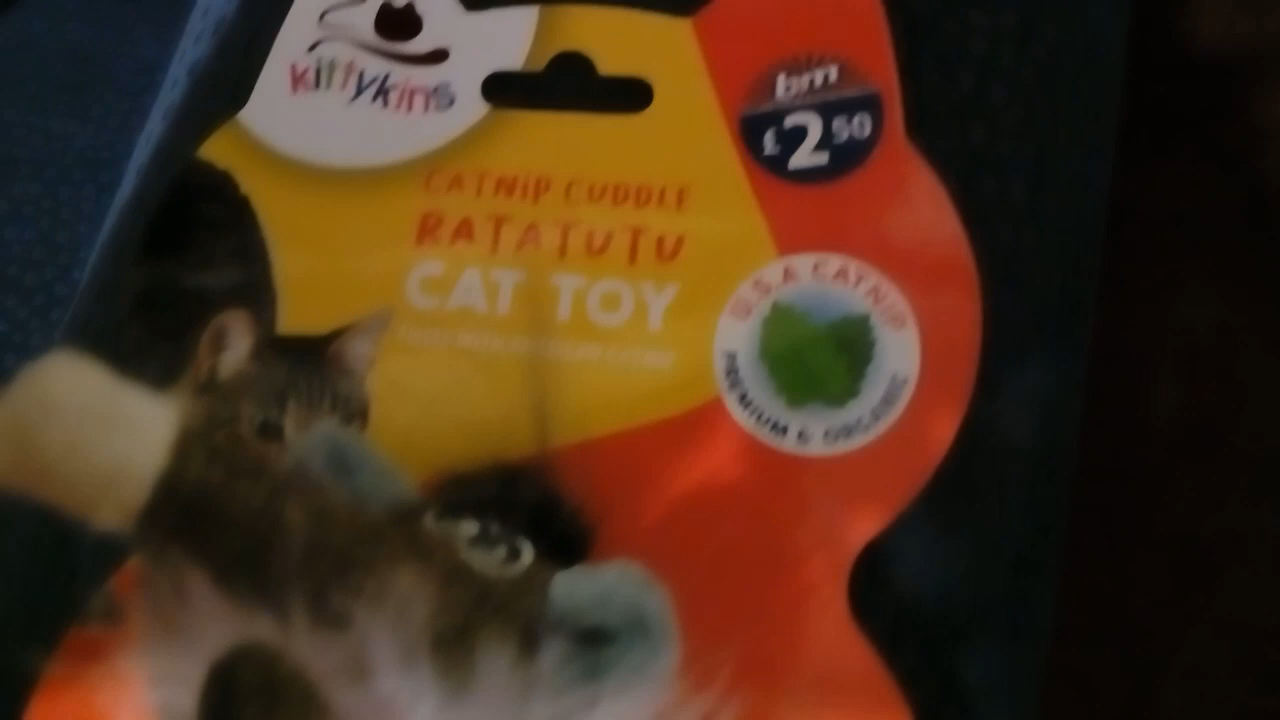 kittykins
bm
£2 50
CATNIP CUDDLE
RATATUTU
CAT TOY
U.S.A CATNIP
PREMIUM & ORGANIC